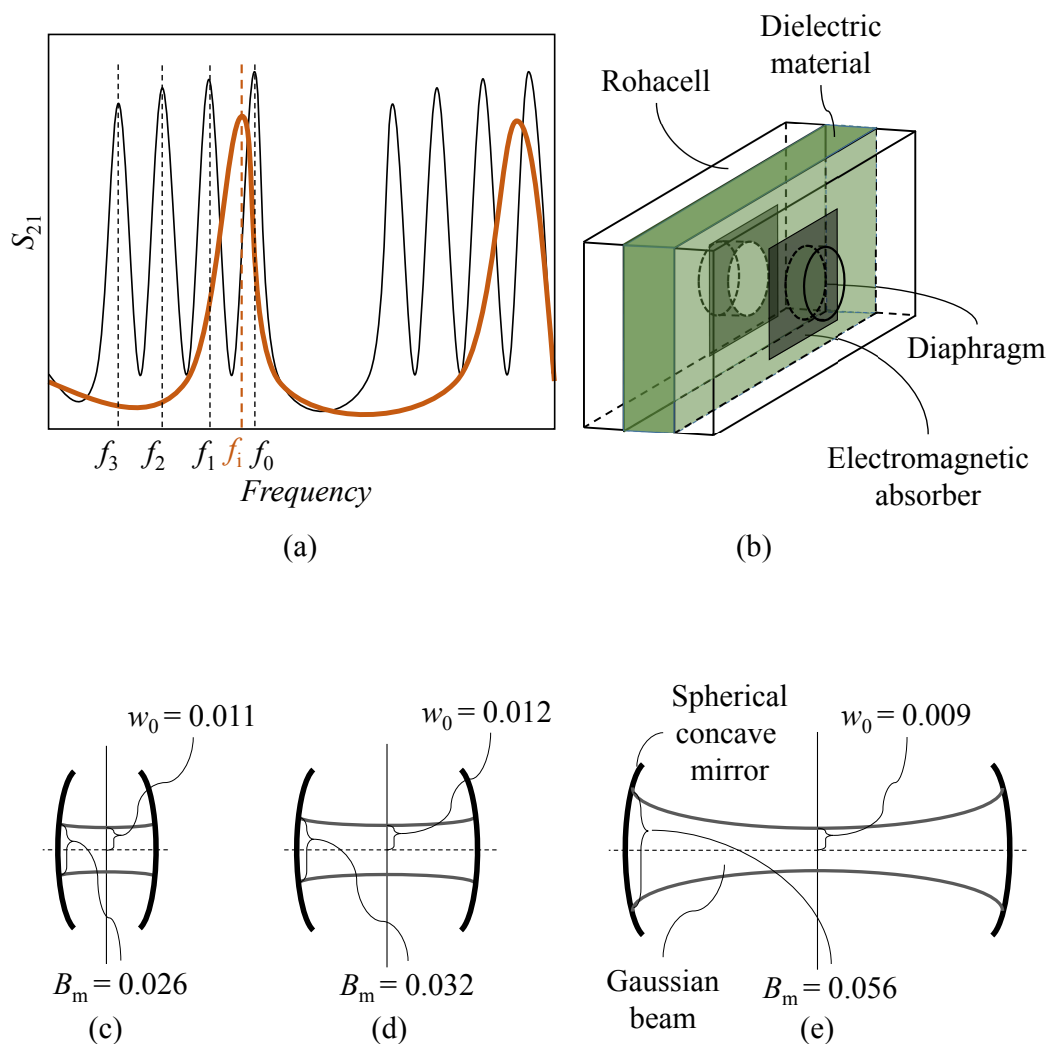 S21
f3
f2
f1
fi
f0
Frequency
(a)
Dielectric
material
Rohacell
Diaphragm
Electromagnetic
absorber
(b)
w0 = 0.011
Bm = 0.026
(c)
w0 = 0.012
Bm = 0.032
(d)
Spherical
concave
mirror
w0 = 0.009
Gaussian
beam
Bm = 0.056
(e)